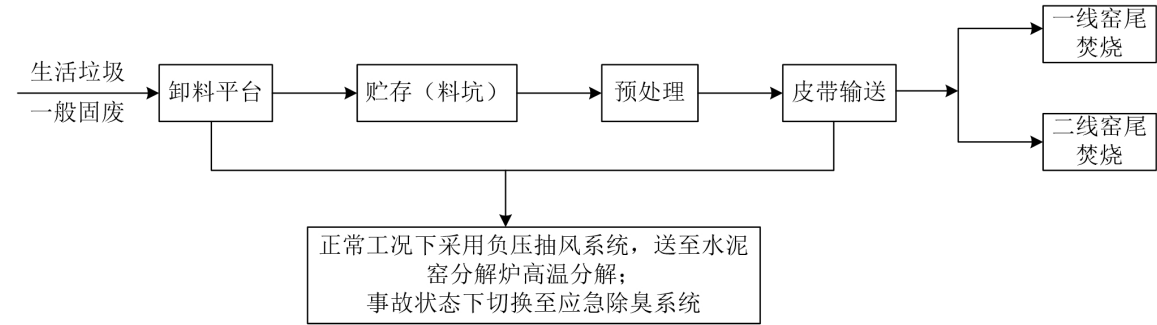 生活垃圾
一般固废
卸料平台
贮存（料坑）
预处理
皮带输送
一线窑尾
焚烧
二线窑尾
焚烧
正常工况下采用负压抽风系统，送至水泥
窑分解炉高温分解；
事故状态下切换至应急除臭系统